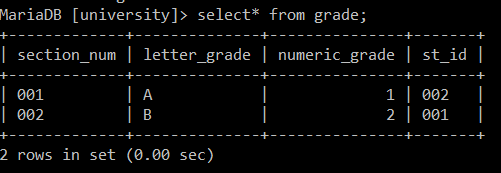 MariaDB [university]> select* from grade;
+-------------+--------------+---------------+-------+
| section_num | letter_grade | numeric_grade | st_id |
+-------------+--------------+---------------+-------+
| 001         | A            |             1 | 002   |
| 002         | B            |             2 | 001   |
+-------------+--------------+---------------+-------+
2 rows in set (0.00 sec)